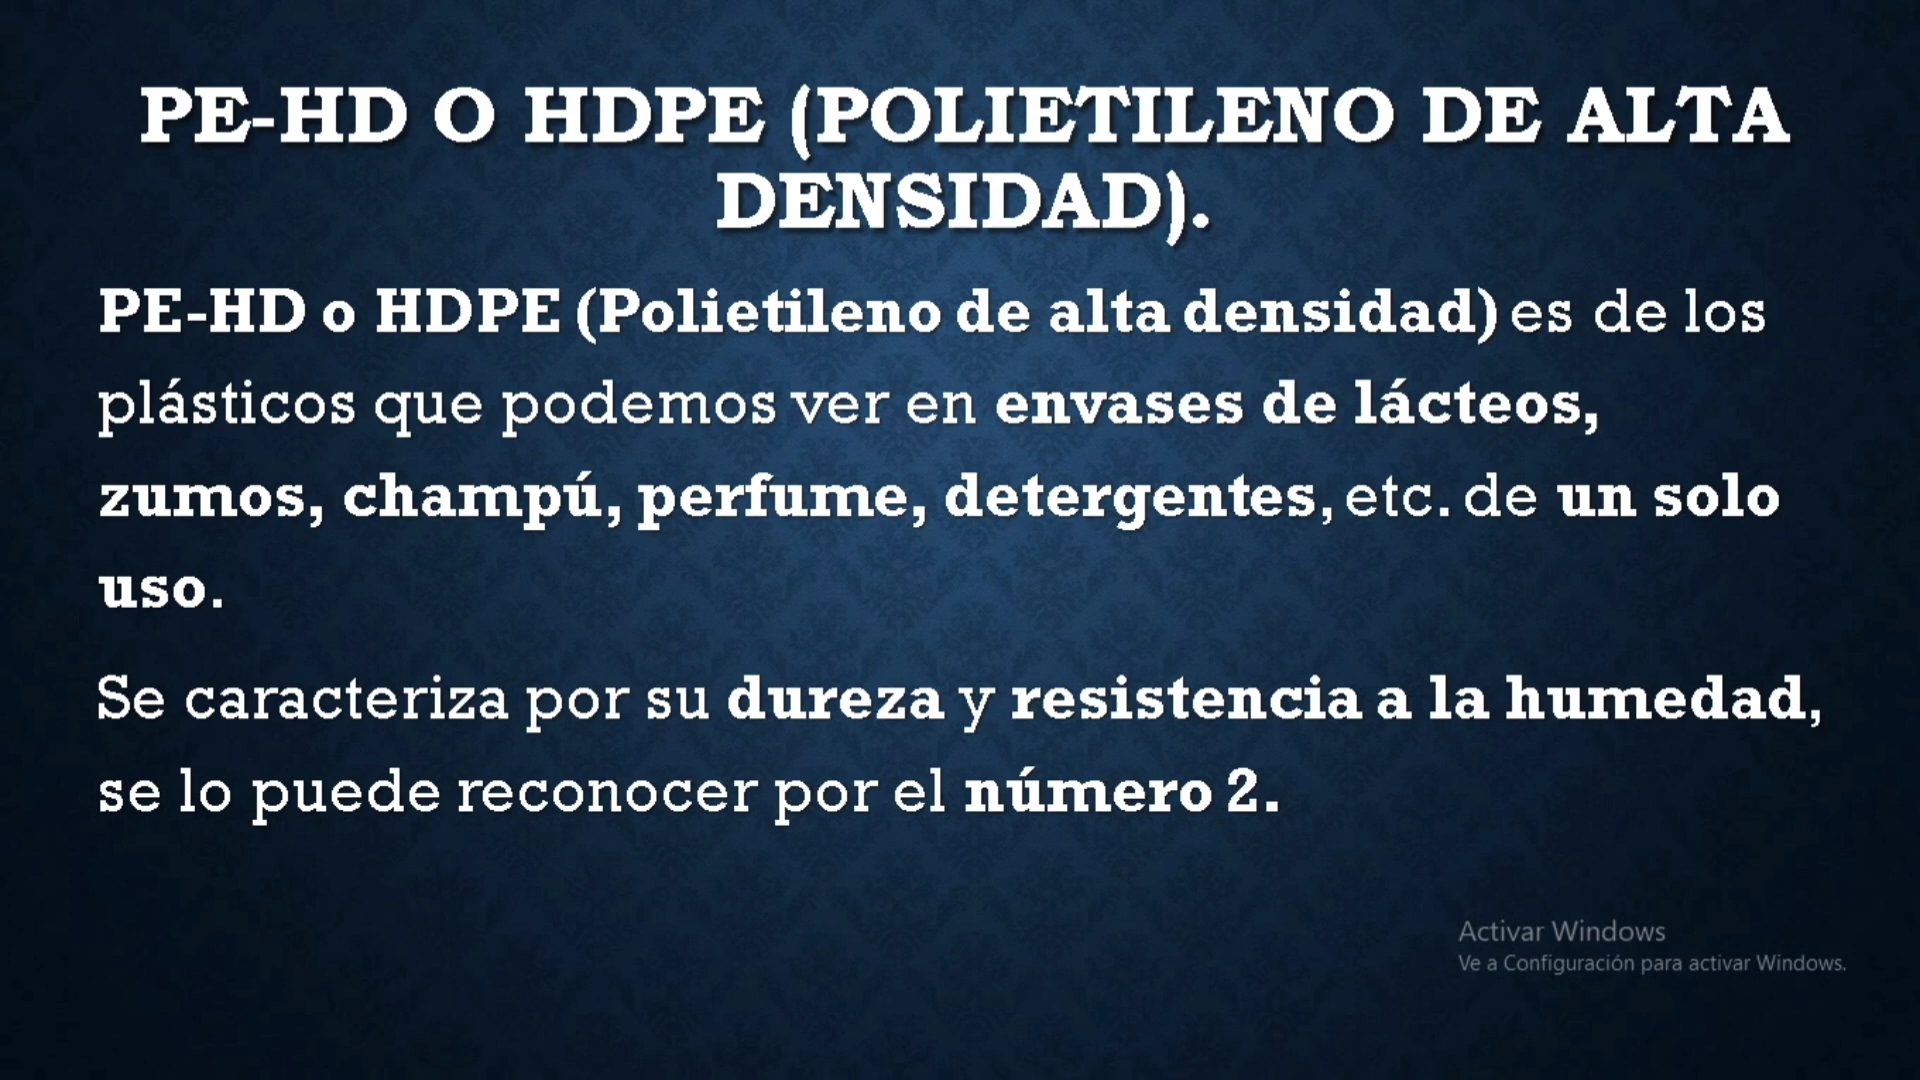 PE-HD O HDPE (POLIETILENO DE ALTA
DENSIDAD).
PE-HD o HDPE (Polietileno de alta densidad) es de los
plásticos que podemos ver en envases de lácteos,
zumos, champú, perfume, detergentes, etc. de un solo
uso.
Se caracteriza por su dureza y resistencia a la humedad,
se lo puede reconocer por el número 2.
Activar Windows
Ve a Configuración para activar Windows.